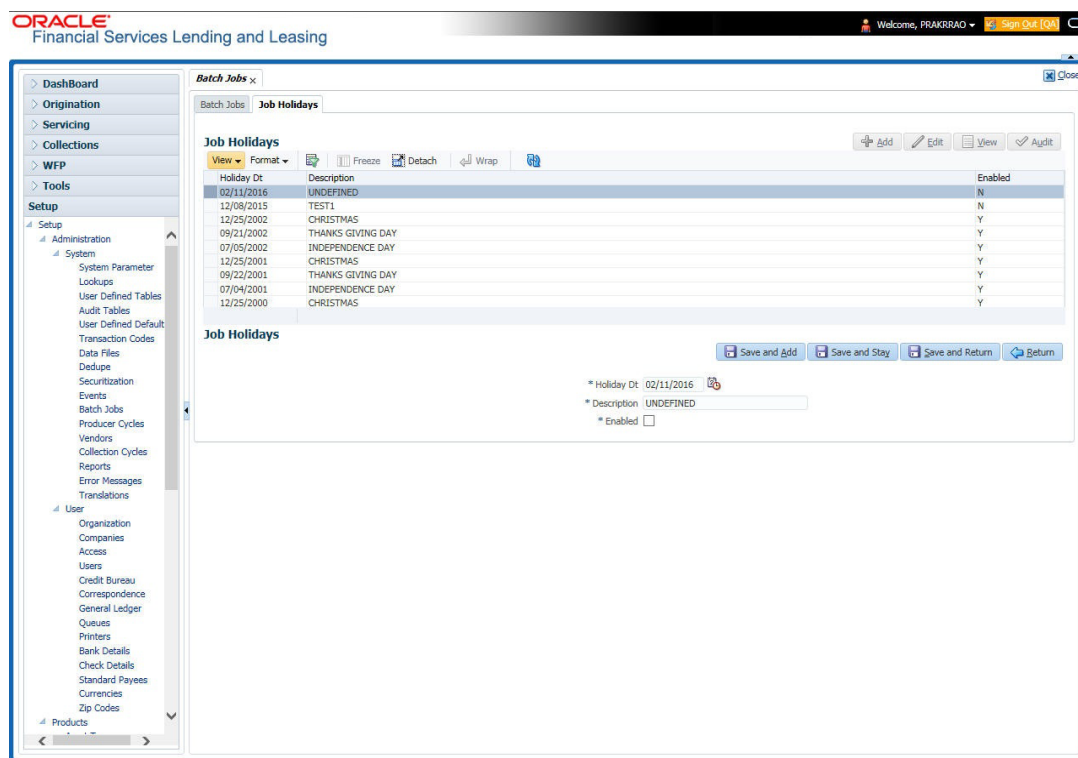 ORACLE
Financial Services Lending and Leasing
Welcome, PRAKRRAO
Sign Out [QA]
DashBoard
Origination
Servicing
Collections
WFP
Tools
Setup
Setup
Administration
System
System Parameter
Lookups
User Defined Tables
Audit Tables
User Defined Default
Transaction Codes
Data Files
Dedupe
Securitization
Events
Batch Jobs
Producer Cycles
Vendors
Collection Cycles
Reports
Error Messages
Translations
User
Organization
Companies
Access
Users
Credit Bureau
Correspondence
General Ledger
Queues
Printers
Bank Details
Check Details
Standard Payees
Currencies
Zip Codes
Products
Batch Jobs x
Close
Batch Jobs Job Holidays
Job Holidays
Add Edit View Audit
View Format Freeze Detach Wrap
Holiday Dt Description Enabled
02/11/2016 UNDEFINED N
12/08/2015 TEST1 N
12/25/2002 CHRISTMAS Y
09/21/2002 THANKS GIVING DAY Y
07/05/2002 INDEPENDENCE DAY Y
12/25/2001 CHRISTMAS Y
09/22/2001 THANKS GIVING DAY Y
07/04/2001 INDEPENDENCE DAY Y
12/25/2000 CHRISTMAS Y
Job Holidays
Save and Add Save and Stay Save and Return Return
* Holiday Dt 02/11/2016
* Description UNDEFINED
* Enabled